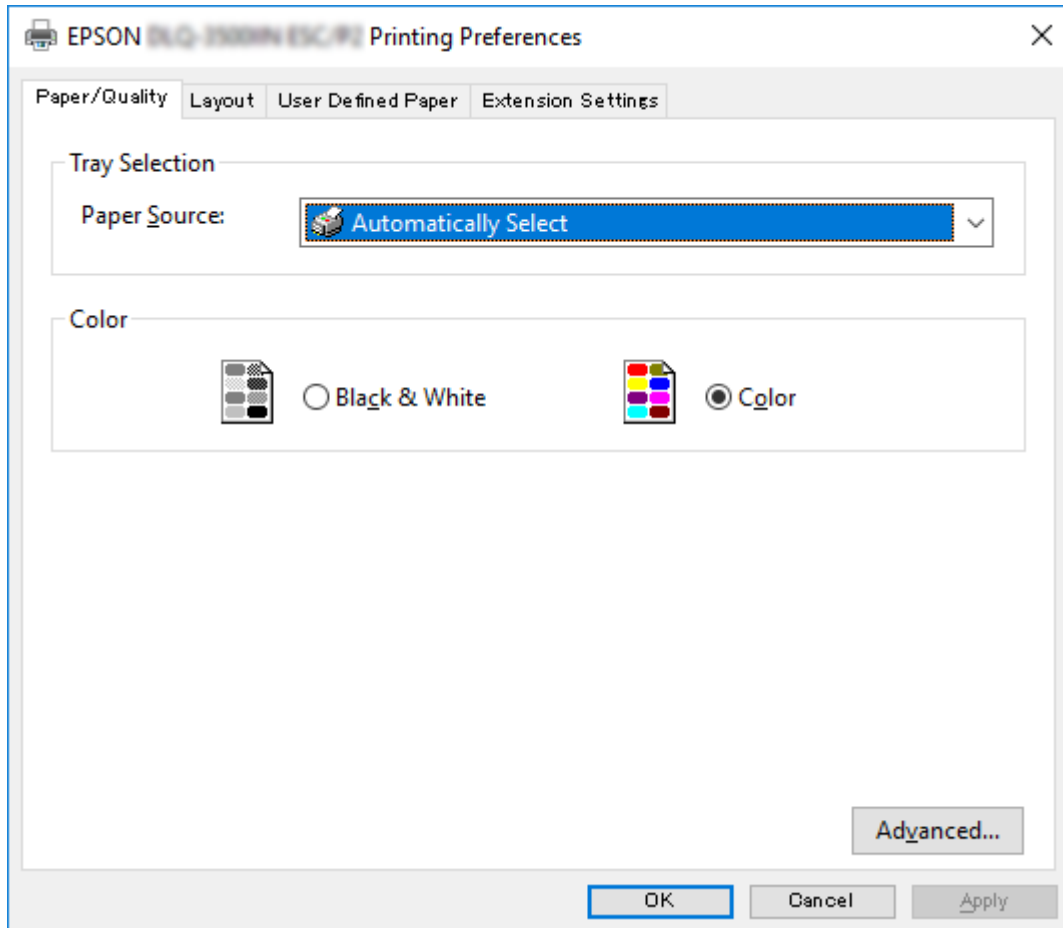 EPSON Printing Preferences
Paper/Quality Layout User Defined Paper Extension Settings
Tray Selection
Paper Source: Automatically Select
Color
Black & White Color
Advanced...
OK Cancel Apply